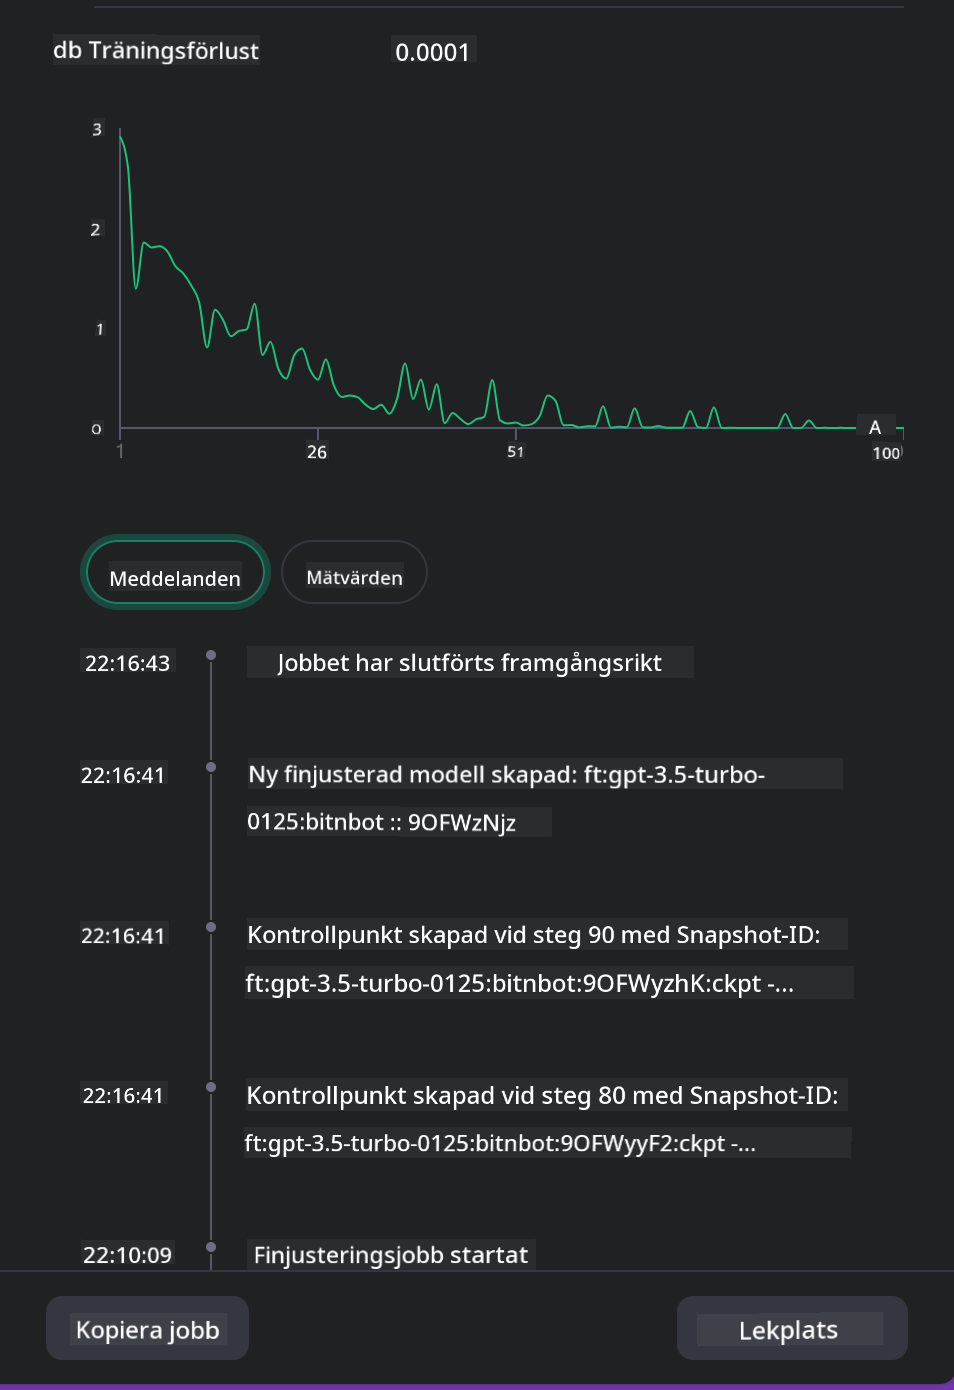 db Träningsförlust 0.0001
3
2
1
0
A
1 26 51 100
Meddelanden Mätvärden
22:16:43 Jobbet har slutförts framgångsrikt
22:16:41 Ny finjusterad modell skapad: ft:gpt-3.5-turbo-
0125:bitnbot :: 9OFWzNjz
22:16:41 Kontrollpunkt skapad vid steg 90 med Snapshot-ID:
ft:gpt-3.5-turbo-0125:bitnbot:9OFWyzhK:ckpt -...
22:16:41 Kontrollpunkt skapad vid steg 80 med Snapshot-ID:
ft:gpt-3.5-turbo-0125:bitnbot:9OFWyyF2:ckpt -...
22:10:09 Finjusteringsjobb startat
Kopiera jobb Lekplats